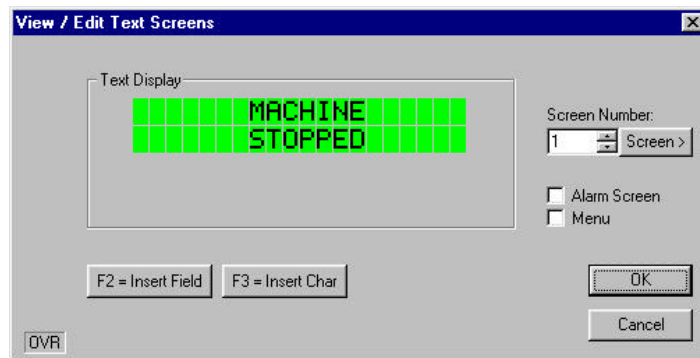 View / Edit Text Screens
Text Display
MACHINE
STOPPED
Screen Number:
1
Screen >
Alarm Screen
Menu
F2 = Insert Field
F3 = Insert Char
OK
Cancel
OVR